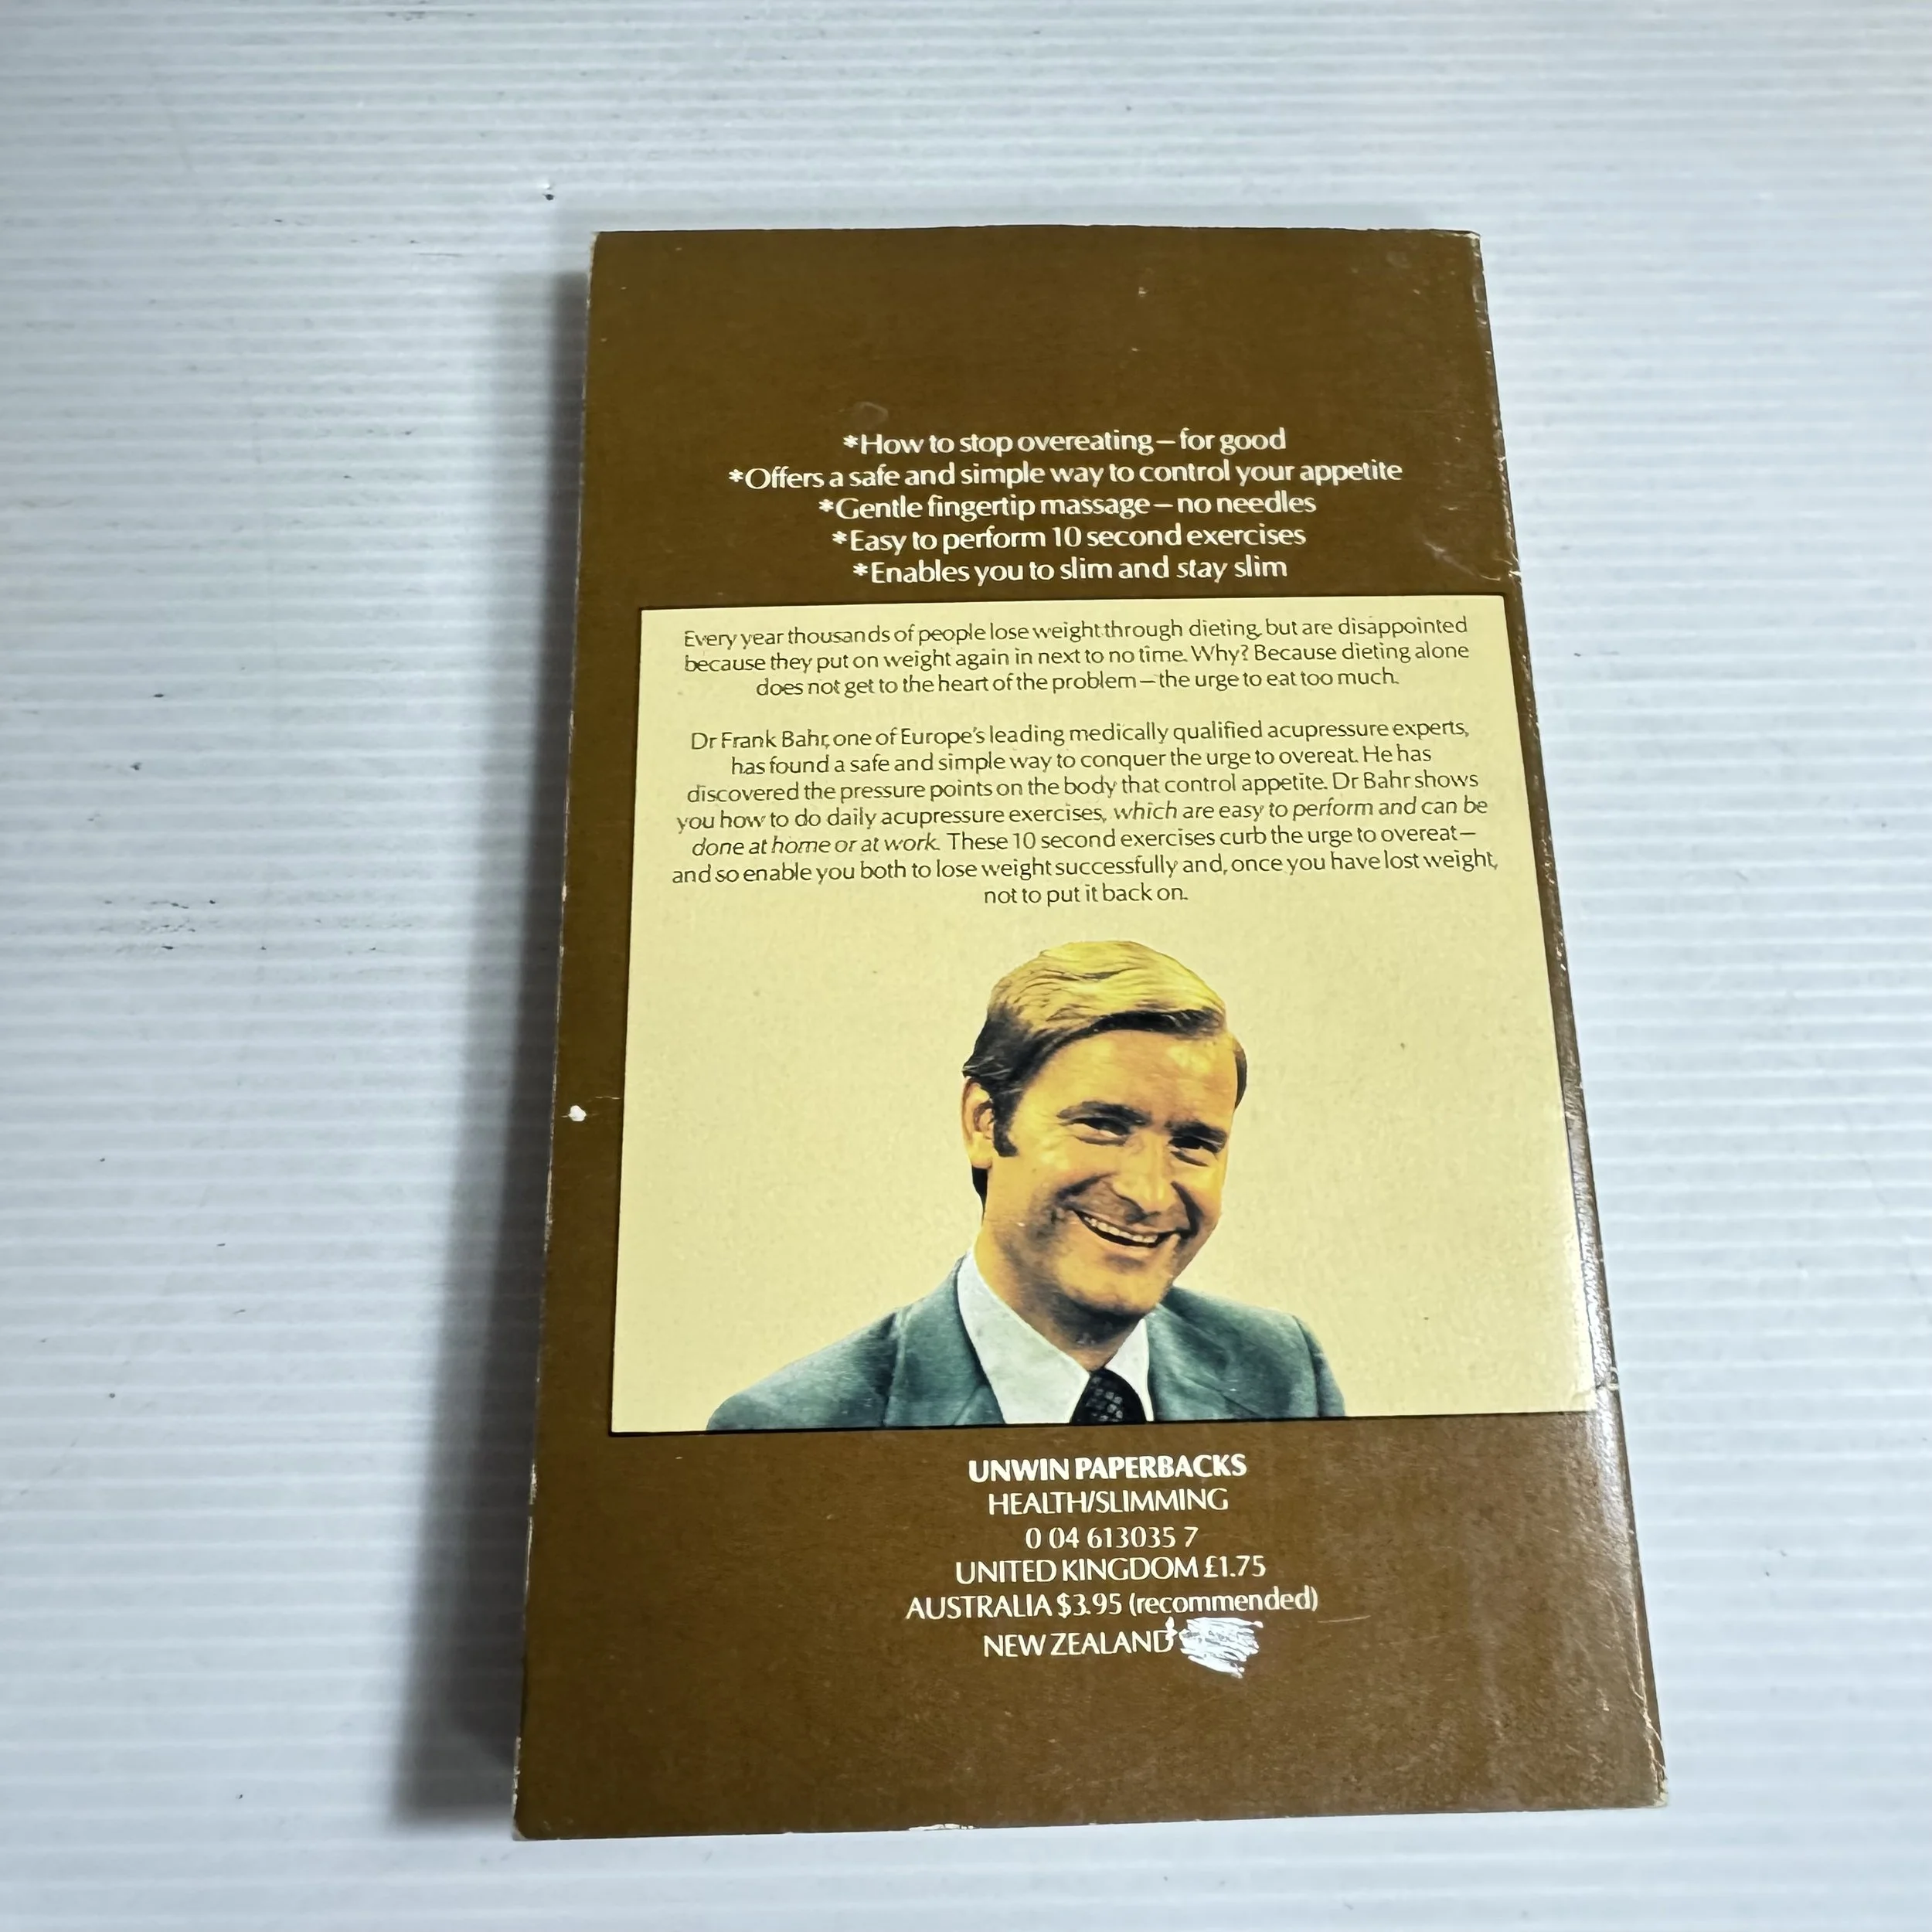 *How to stop overeating – for good
*Offers a safe and simple way to control your appetite
*Gentle fingertip massage – no needles
*Easy to perform 10 second exercises
*Enables you to slim and stay slim
Every year thousands of people lose weight through dieting, but are disappointed
because they put on weight again in next to no time. Why? Because dieting alone
does not get to the heart of the problem – the urge to eat too much.
Dr Frank Bahr, one of Europe's leading medically qualified acupressure experts,
has found a safe and simple way to conquer the urge to overeat. He has
discovered the pressure points on the body that control appetite. Dr Bahr shows
you how to do daily acupressure exercises, which are easy to perform and can be
done at home or at work. These 10 second exercises curb the urge to overeat –
and so enable you both to lose weight successfully and, once you have lost weight,
not to put it back on.
UNWIN PAPERBACKS
HEALTH/SLIMMING
0 04 613035 7
UNITED KINGDOM £1.75
AUSTRALIA $3.95 (recommended)
NEW ZEALAND $